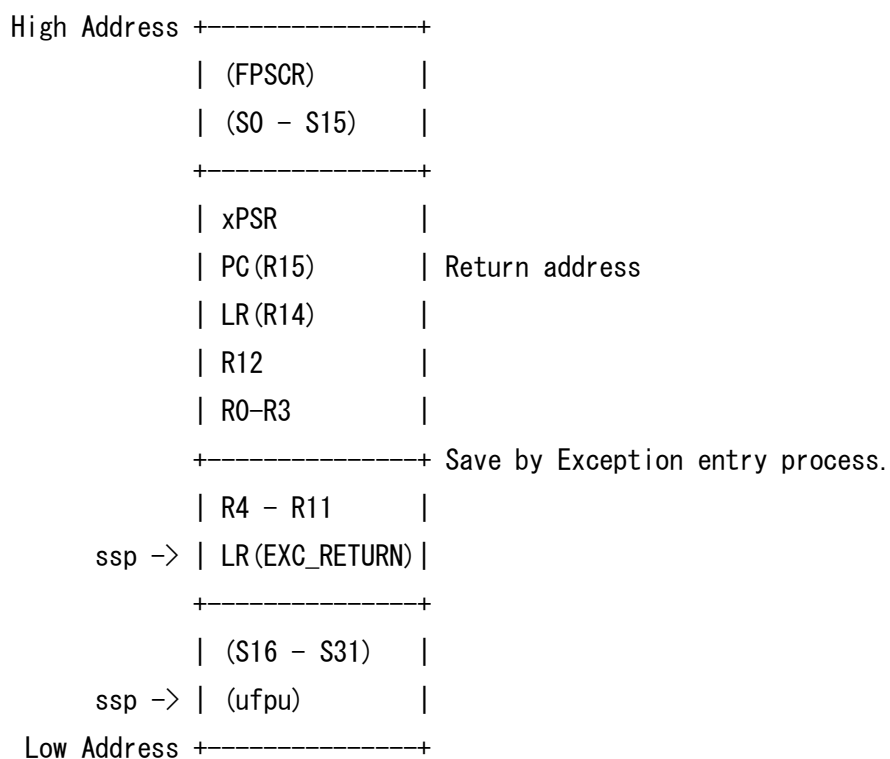 High Address +---------------+
             | (FPSCR)       |
             | (S0 - S15)    |
             +---------------+
             | xPSR          |
             | PC(R15)       | Return address
             | LR(R14)       |
             | R12           |
             | R0-R3         |
             +---------------+ Save by Exception entry process.
             | R4 - R11      |
      ssp -> | LR(EXC_RETURN)|
             +---------------+
             | (S16 - S31)   |
      ssp -> | (ufpu)        |
 Low Address +---------------+